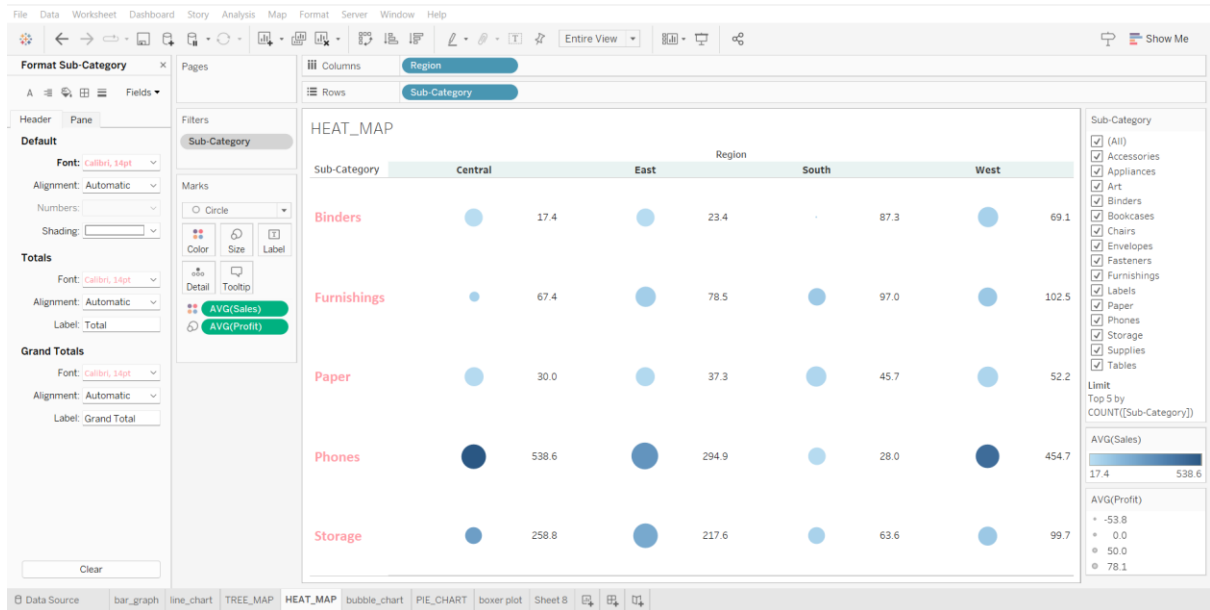 File Data Worksheet Dashboard Story Analysis Map Format Server Window Help
Entire View
Show Me
Format Sub-Category ×
Fields
Header Pane
Default
Font: Calibri, 14pt
Alignment: Automatic
Numbers:
Shading:
Totals
Font: Calibri, 14pt
Alignment: Automatic
Label: Total
Grand Totals
Font: Calibri, 14pt
Alignment: Automatic
Label: Grand Total
Clear
Pages
Filters
Sub-Category
Marks
Circle
Color Size Label
Detail Tooltip
AVG(Sales)
AVG(Profit)
Columns Region
Rows Sub-Category
HEAT_MAP
Region
Sub-Category Central East South West
Binders 17.4 23.4 87.3 69.1
Furnishings 67.4 78.5 97.0 102.5
Paper 30.0 37.3 45.7 52.2
Phones 538.6 294.9 28.0 454.7
Storage 258.8 217.6 63.6 99.7
Sub-Category
(All)
Accessories
Appliances
Art
Binders
Bookcases
Chairs
Envelopes
Fasteners
Furnishings
Labels
Paper
Phones
Storage
Supplies
Tables
Limit
Top 5 by
COUNT([Sub-Category])
AVG(Sales)
17.4 538.6
AVG(Profit)
-53.8
0.0
50.0
78.1
Data Source bar_graph line_chart TREE_MAP HEAT_MAP bubble_chart PIE_CHART boxer plot Sheet 8